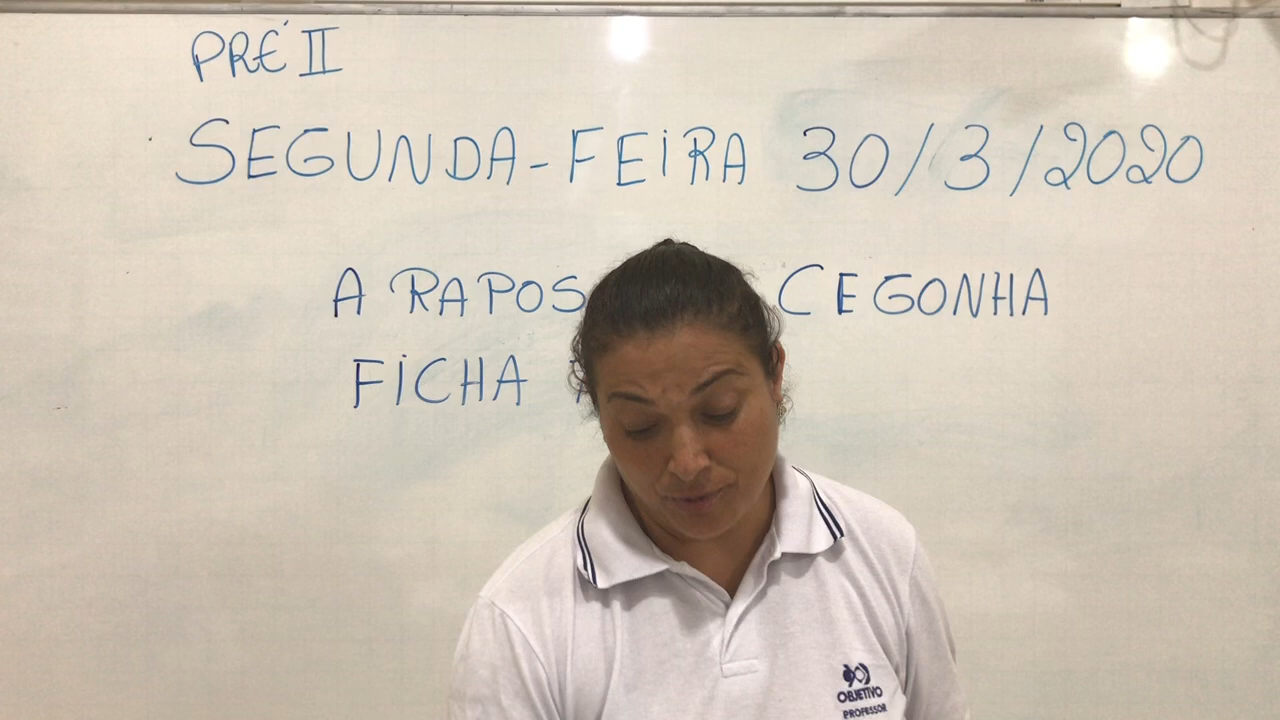 PRÉ II
SEGUNDA-FEIRA 30/3/2020
A RAPOS CEGONHA
FICHA
OBJETIVO
PROFESSOR